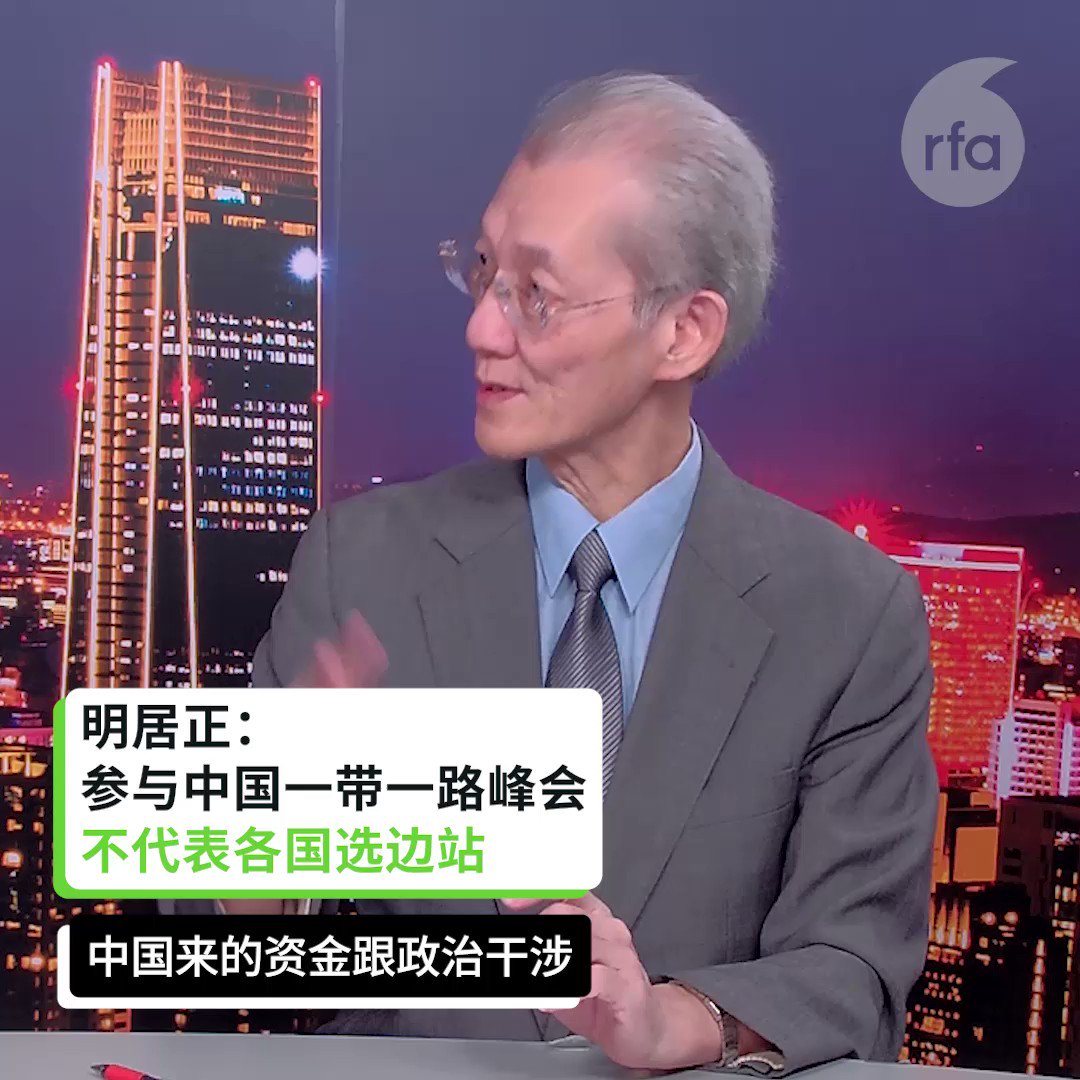 rfa
明居正：
参与中国一带一路峰会
不代表各国选边站
中国来的资金跟政治干涉